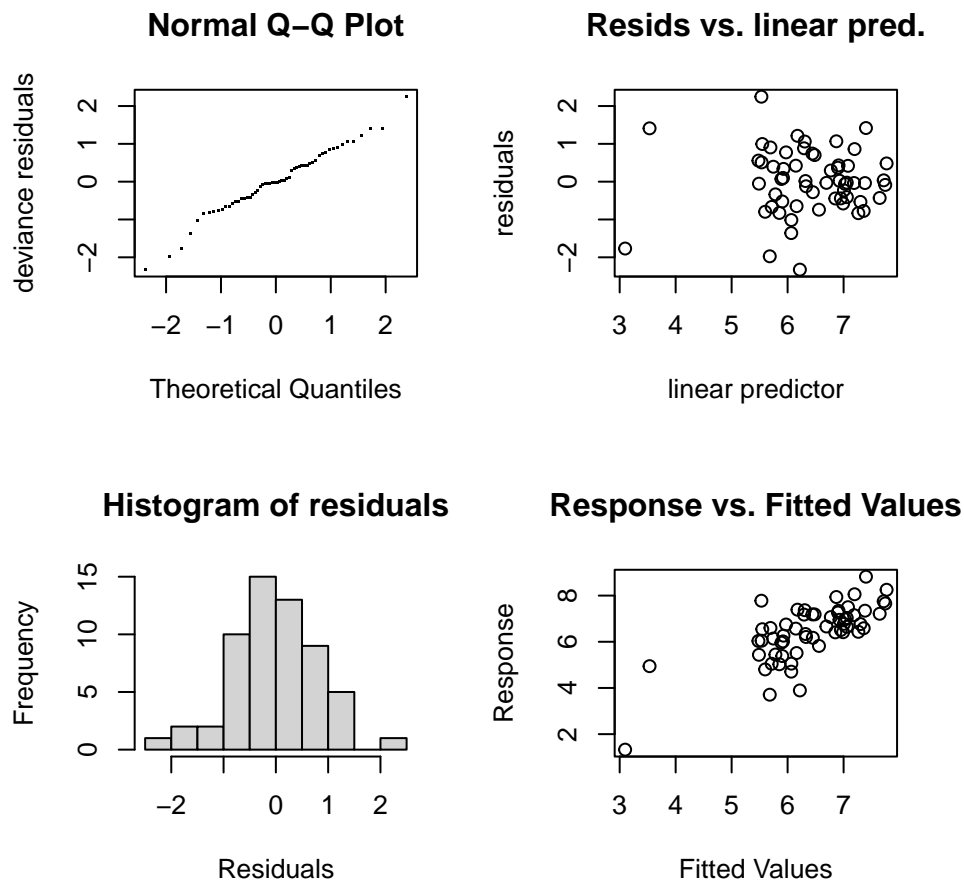 Normal Q−Q Plot
deviance residuals
2
1
0
−2
−2 −1 0 1 2
Theoretical Quantiles
Resids vs. linear pred.
residuals
2
1
0
−2
3 4 5 6 7
linear predictor
Histogram of residuals
Frequency
15
10
5
0
−2 0 1 2
Residuals
Response vs. Fitted Values
Response
8
6
4
2
3 4 5 6 7
Fitted Values